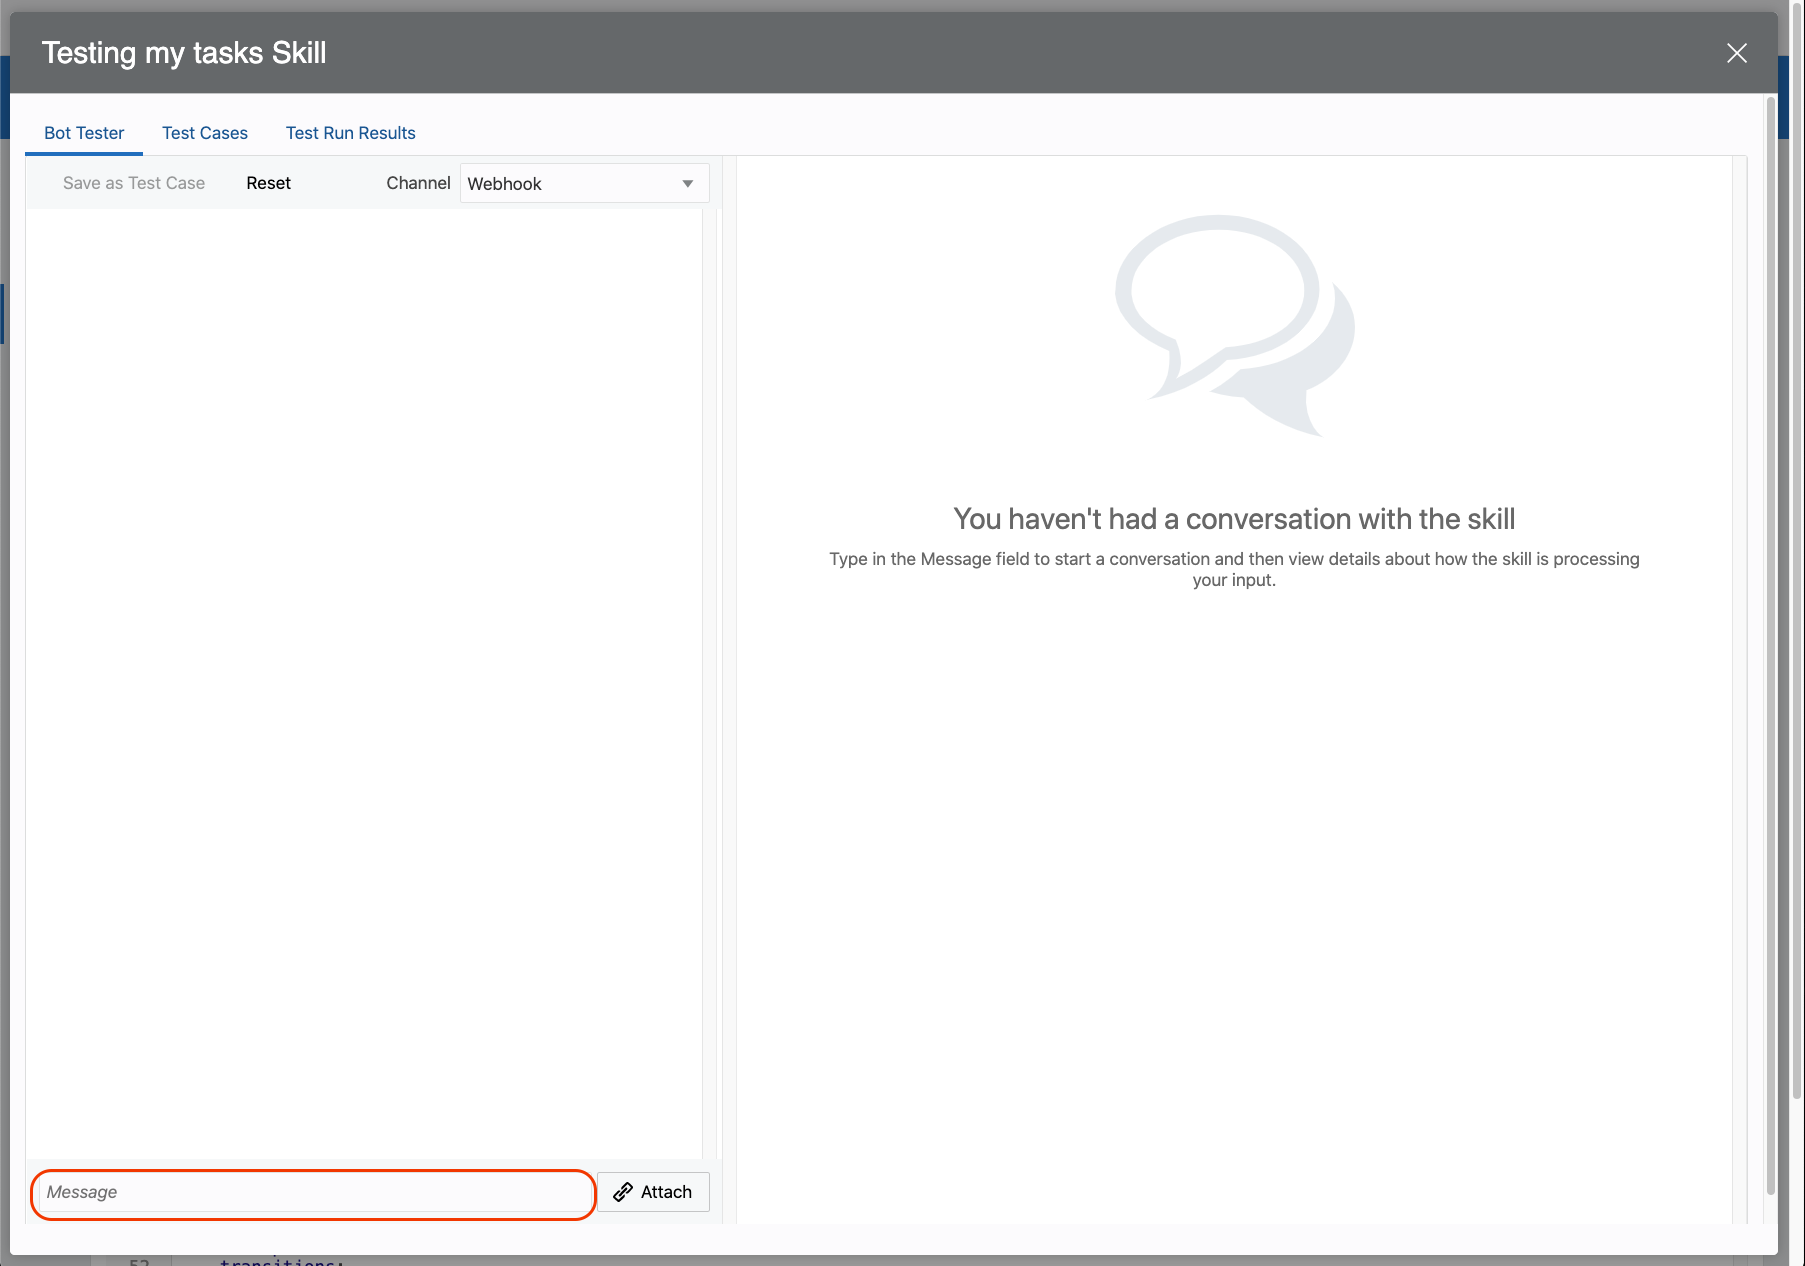 Testing my tasks Skill
Bot Tester Test Cases Test Run Results
Save as Test Case Reset Channel Webhook
You haven't had a conversation with the skill
Type in the Message field to start a conversation and then view details about how the skill is processing
your input.
Message Attach
52 transitions: